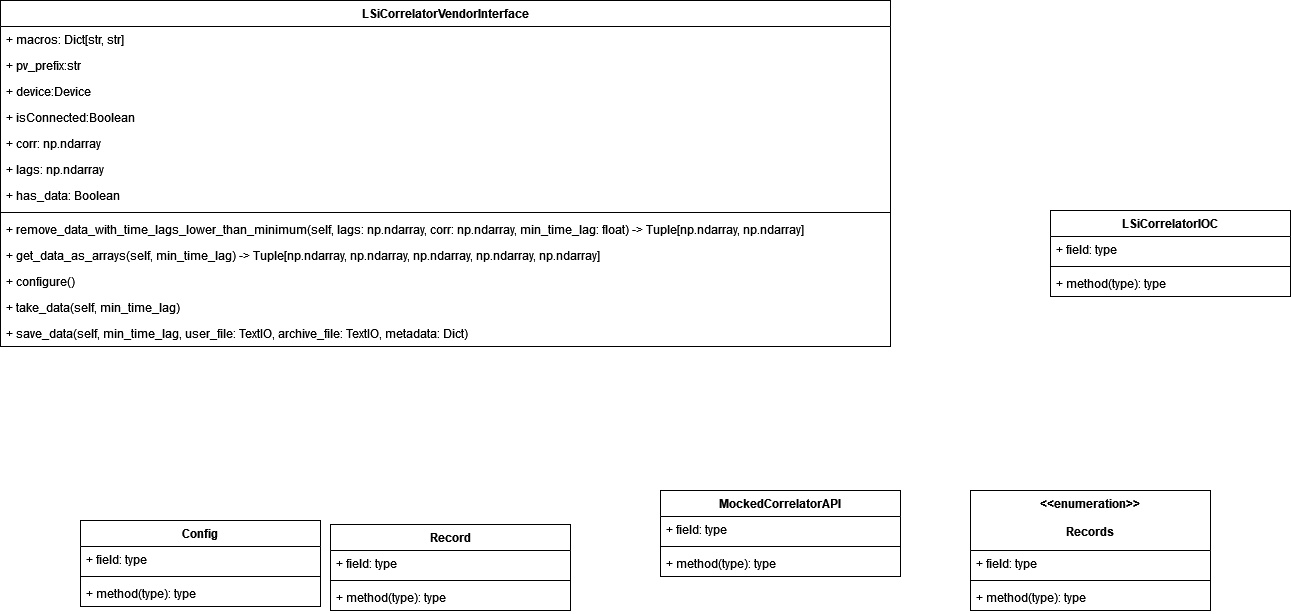 LSiCorrelatorVendorInterface
+ macros: Dict[str, str]
+ pv_prefix:str
+ device:Device
+ isConnected:Boolean
+ corr: np.ndarray
+ lags: np.ndarray
+ has_data: Boolean
+ remove_data_with_time_lags_lower_than_minimum(self, lags: np.ndarray, corr: np.ndarray, min_time_lag: float) -> Tuple[np.ndarray, np.ndarray]
+ get_data_as_arrays(self, min_time_lag) -> Tuple[np.ndarray, np.ndarray, np.ndarray, np.ndarray, np.ndarray]
+ configure()
+ take_data(self, min_time_lag)
+ save_data(self, min_time_lag, user_file: TextIO, archive_file: TextIO, metadata: Dict)
LSiCorrelatorIOC
+ field: type
+ method(type): type
Config
+ field: type
+ method(type): type
Record
+ field: type
+ method(type): type
MockedCorrelatorAPI
+ field: type
+ method(type): type
<<enumeration>>
Records
+ field: type
+ method(type): type